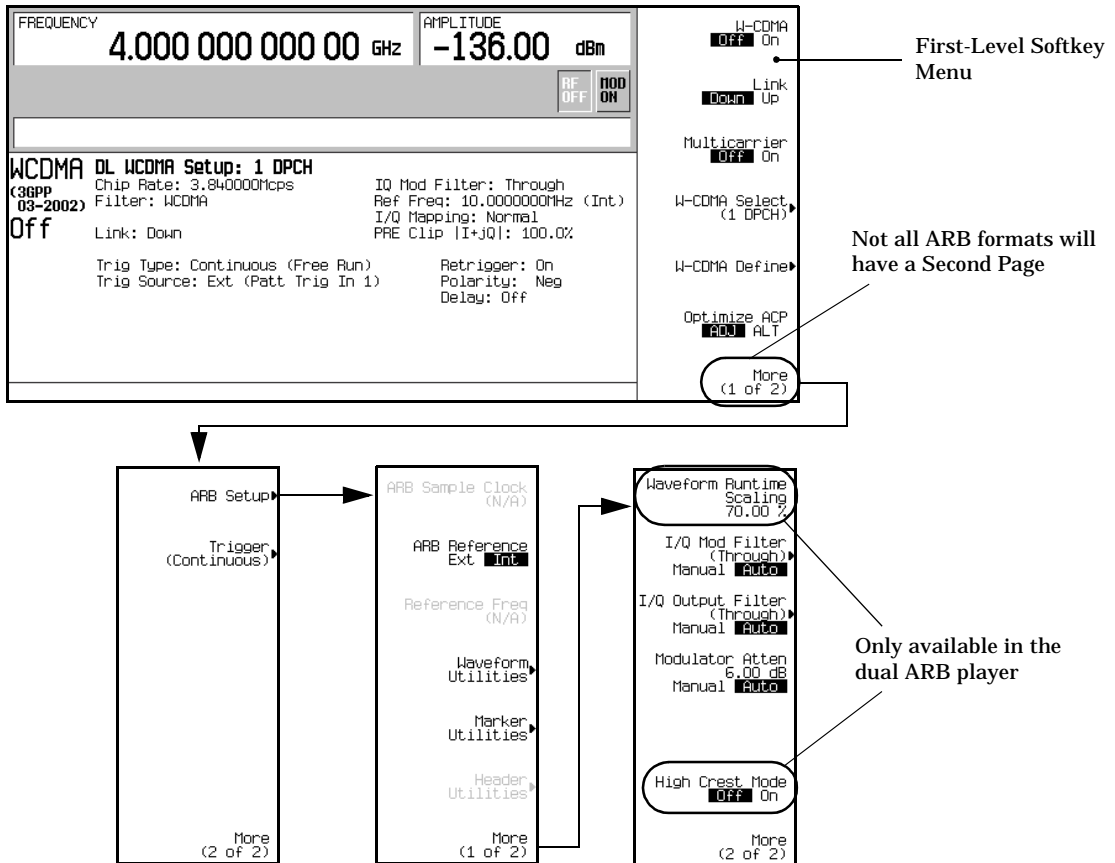 FREQUENCY
4.000 000 000 00 GHz
AMPLITUDE
-136.00 dBm
RF OFF
MOD ON
WCDMA
(3GPP
03-2002)
Off
DL WCDMA Setup: 1 DPCH
Chip Rate: 3.840000Mcps
Filter: WCDMA
Link: Down
IQ Mod Filter: Through
Ref Freq: 10.0000000MHz (Int)
I/Q Mapping: Normal
PRE Clip |I+jQ|: 100.0%
Trig Type: Continuous (Free Run)
Trig Source: Ext (Patt Trig In 1)
Retrigger: On
Polarity: Neg
Delay: Off
W-CDMA
Off On
Link
Down Up
Multicarrier
Off On
W-CDMA Select
(1 DPCH)
W-CDMA Define
Optimize ACP
ADJ ALT
More
(1 of 2)
First-Level Softkey
Menu
Not all ARB formats will
have a Second Page
ARB Setup
Trigger
(Continuous)
More
(2 of 2)
ARB Sample Clock
(N/A)
ARB Reference
Ext Int
Reference Freq
(N/A)
Waveform
Utilities
Marker
Utilities
Header
Utilities
More
(1 of 2)
Waveform Runtime
Scaling
70.00 %
I/Q Mod Filter
(Through)
Manual Auto
I/Q Output Filter
(Through)
Manual Auto
Modulator Atten
6.00 dB
Manual Auto
High Crest Mode
Off On
More
(2 of 2)
Only available in the
dual ARB player